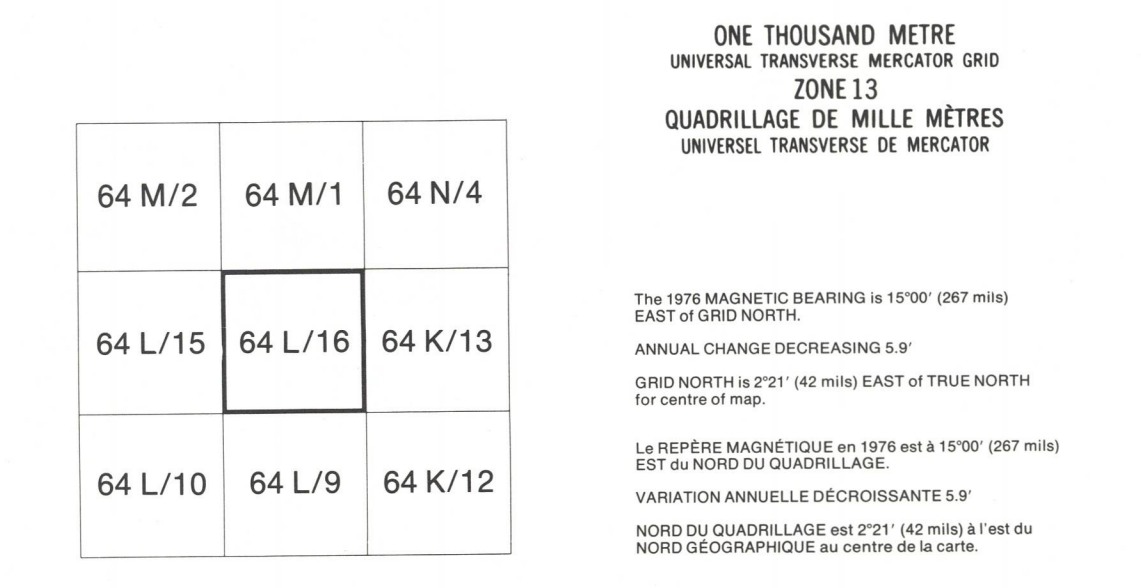 64 M/2
64 M/1
64 N/4
64 L/15
64 L/16
64 K/13
64 L/10
64 L/9
64 K/12
ONE THOUSAND METRE
UNIVERSAL TRANSVERSE MERCATOR GRID
ZONE 13
QUADRILLAGE DE MILLE MÈTRES
UNIVERSEL TRANSVERSE DE MERCATOR
The 1976 MAGNETIC BEARING is 15°00′ (267 mils)
EAST of GRID NORTH.
ANNUAL CHANGE DECREASING 5.9′
GRID NORTH is 2°21′ (42 mils) EAST of TRUE NORTH
for centre of map.
Le REPÈRE MAGNÉTIQUE en 1976 est à 15°00′ (267 mils)
EST du NORD DU QUADRILLAGE.
VARIATION ANNUELLE DÉCROISSANTE 5.9′
NORD DU QUADRILLAGE est 2°21′ (42 mils) à l'est du
NORD GÉOGRAPHIQUE au centre de la carte.